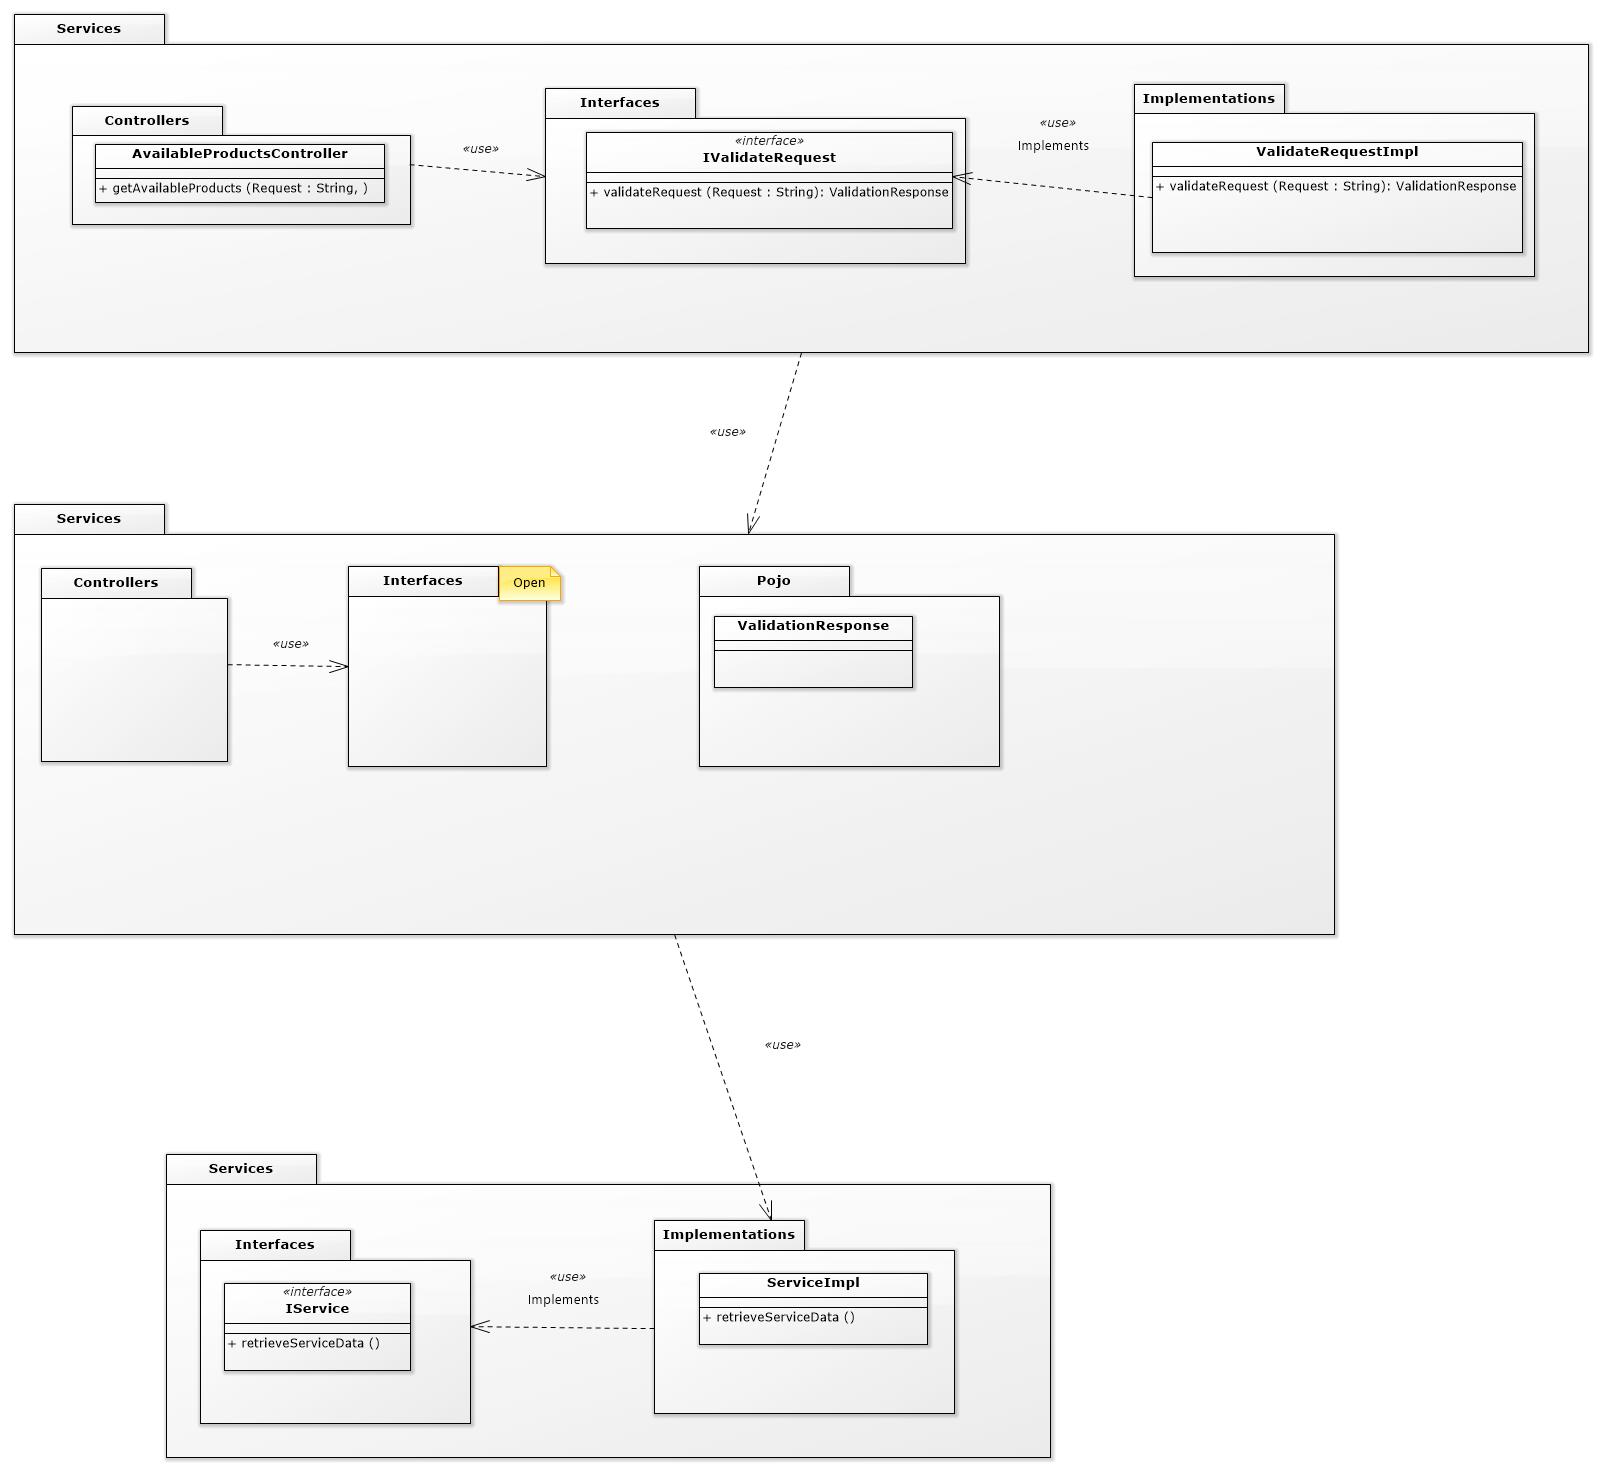 Services
Controllers
AvailableProductsController
+ getAvailableProducts (Request : String, )
«use»
Interfaces
«interface»
IValidateRequest
+ validateRequest (Request : String): ValidationResponse
«use»
Implements
Implementations
ValidateRequestImpl
+ validateRequest (Request : String): ValidationResponse
«use»
Services
Controllers
«use»
Interfaces
Open
Pojo
ValidationResponse
«use»
Services
Interfaces
«interface»
IService
+ retrieveServiceData ()
«use»
Implements
Implementations
ServiceImpl
+ retrieveServiceData ()